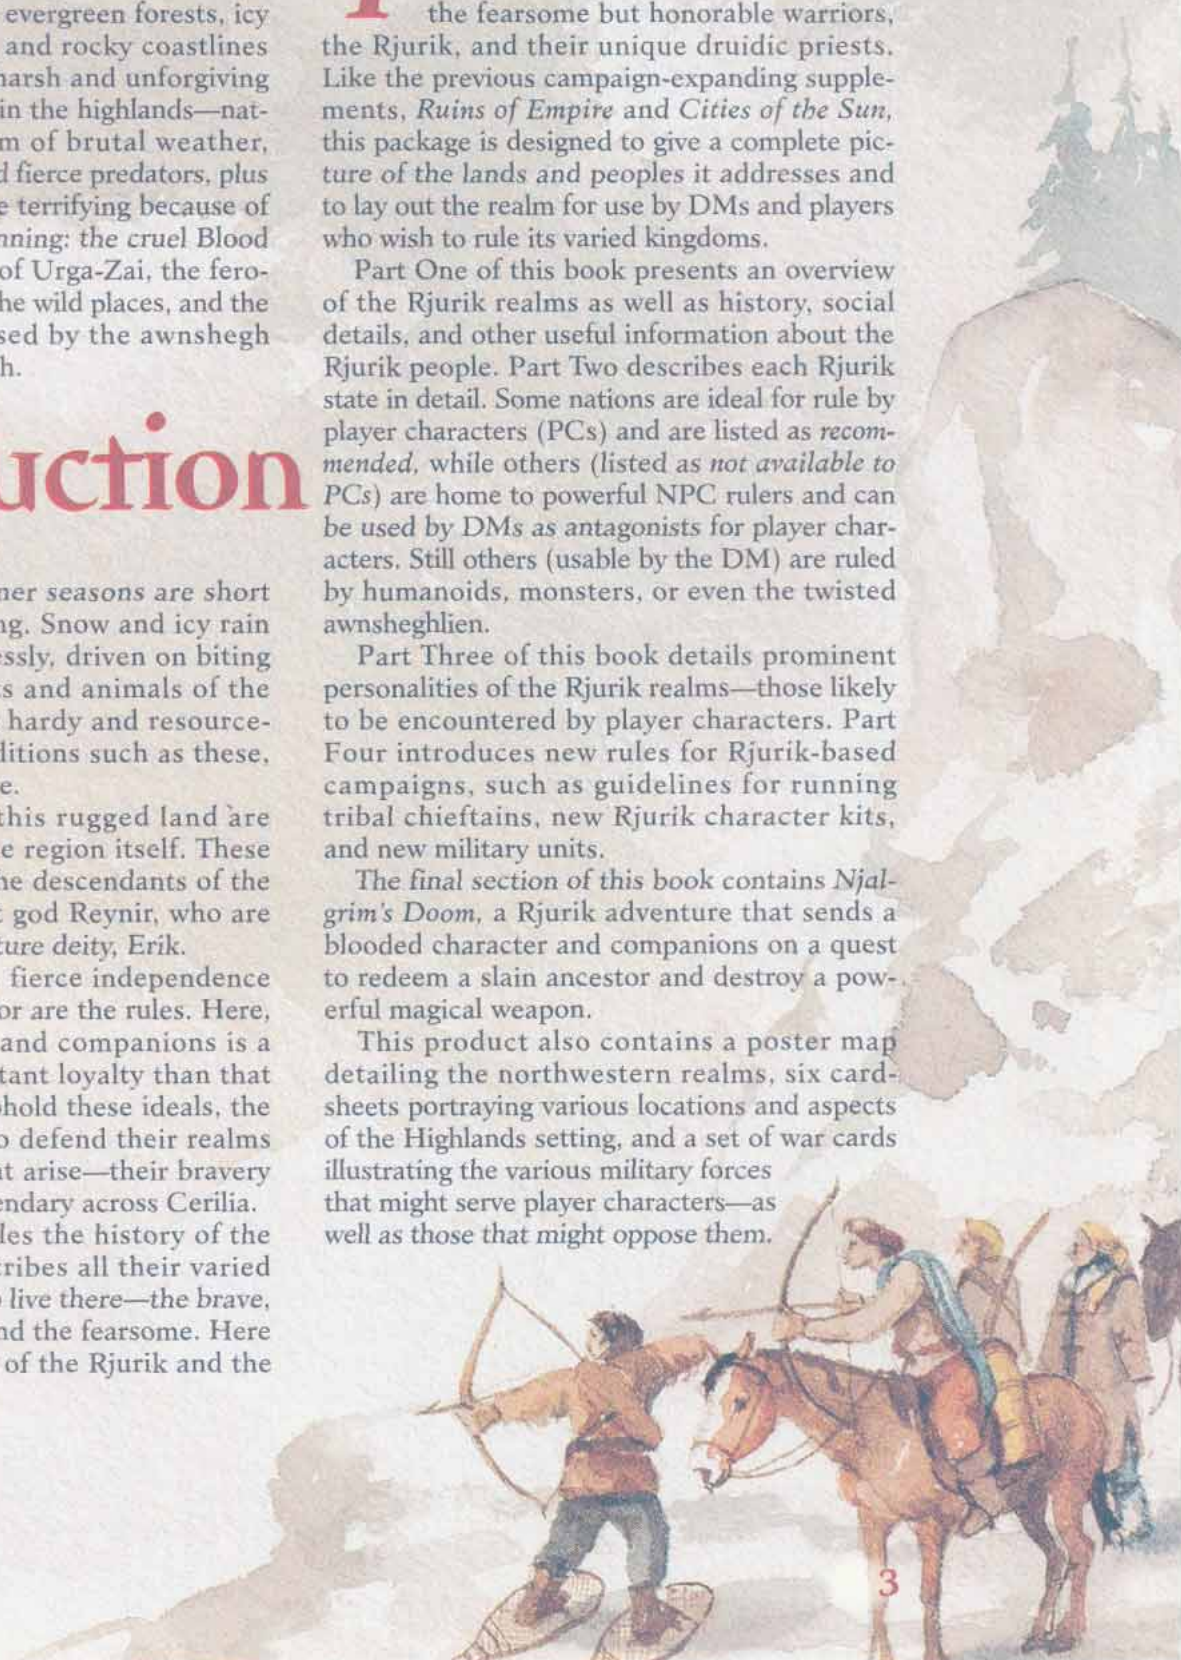 evergreen forests, icy
and rocky coastlines
harsh and unforgiving
in the highlands—nat-
m of brutal weather,
d fierce predators, plus
e terrifying because of
nning: the cruel Blood
of Urga-Zai, the fero-
he wild places, and the
sed by the awnshegh
h.
uction
ner seasons are short
ng. Snow and icy rain
essly, driven on biting
s and animals of the
hardy and resource-
ditions such as these,
e.
this rugged land are
e region itself. These
he descendants of the
t god Reynir, who are
ture deity, Erik.
fierce independence
or are the rules. Here,
and companions is a
tant loyalty than that
hold these ideals, the
o defend their realms
at arise—their bravery
endary across Cerilia.
les the history of the
cribes all their varied
o live there—the brave,
nd the fearsome. Here
of the Rjurik and the
the fearsome but honorable warriors,
the Rjurik, and their unique druidic priests.
Like the previous campaign-expanding supple-
ments, Ruins of Empire and Cities of the Sun,
this package is designed to give a complete pic-
ture of the lands and peoples it addresses and
to lay out the realm for use by DMs and players
who wish to rule its varied kingdoms.
Part One of this book presents an overview
of the Rjurik realms as well as history, social
details, and other useful information about the
Rjurik people. Part Two describes each Rjurik
state in detail. Some nations are ideal for rule by
player characters (PCs) and are listed as recom-
mended, while others (listed as not available to
PCs) are home to powerful NPC rulers and can
be used by DMs as antagonists for player char-
acters. Still others (usable by the DM) are ruled
by humanoids, monsters, or even the twisted
awnsheghlien.
Part Three of this book details prominent
personalities of the Rjurik realms—those likely
to be encountered by player characters. Part
Four introduces new rules for Rjurik-based
campaigns, such as guidelines for running
tribal chieftains, new Rjurik character kits,
and new military units.
The final section of this book contains Njal-
grim's Doom, a Rjurik adventure that sends a
blooded character and companions on a quest
to redeem a slain ancestor and destroy a pow-
erful magical weapon.
This product also contains a poster map
detailing the northwestern realms, six card-
sheets portraying various locations and aspects
of the Highlands setting, and a set of war cards
illustrating the various military forces
that might serve player characters—as
well as those that might oppose them.
3